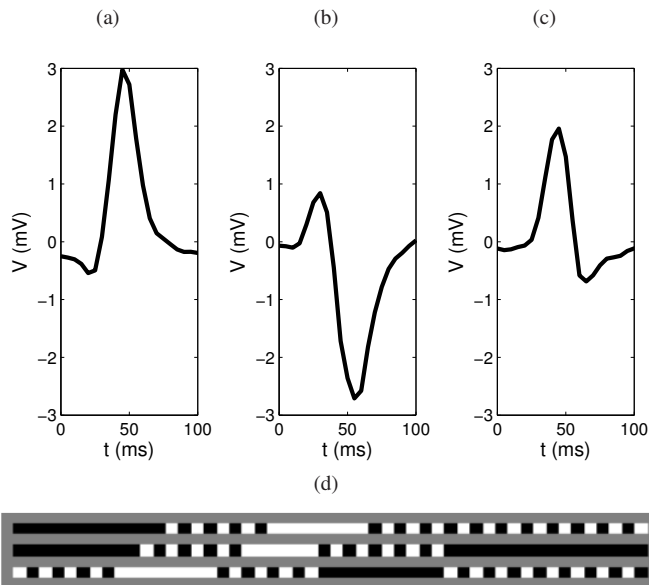 (a) (b) (c)
3 3 3
2 2 2
1 1 1
0 0 0
−1 −1 −1
−2 −2 −2
−3 −3 −3
V (mV) V (mV) V (mV)
0 50 100 0 50 100 0 50 100
t (ms) t (ms) t (ms)
(d)